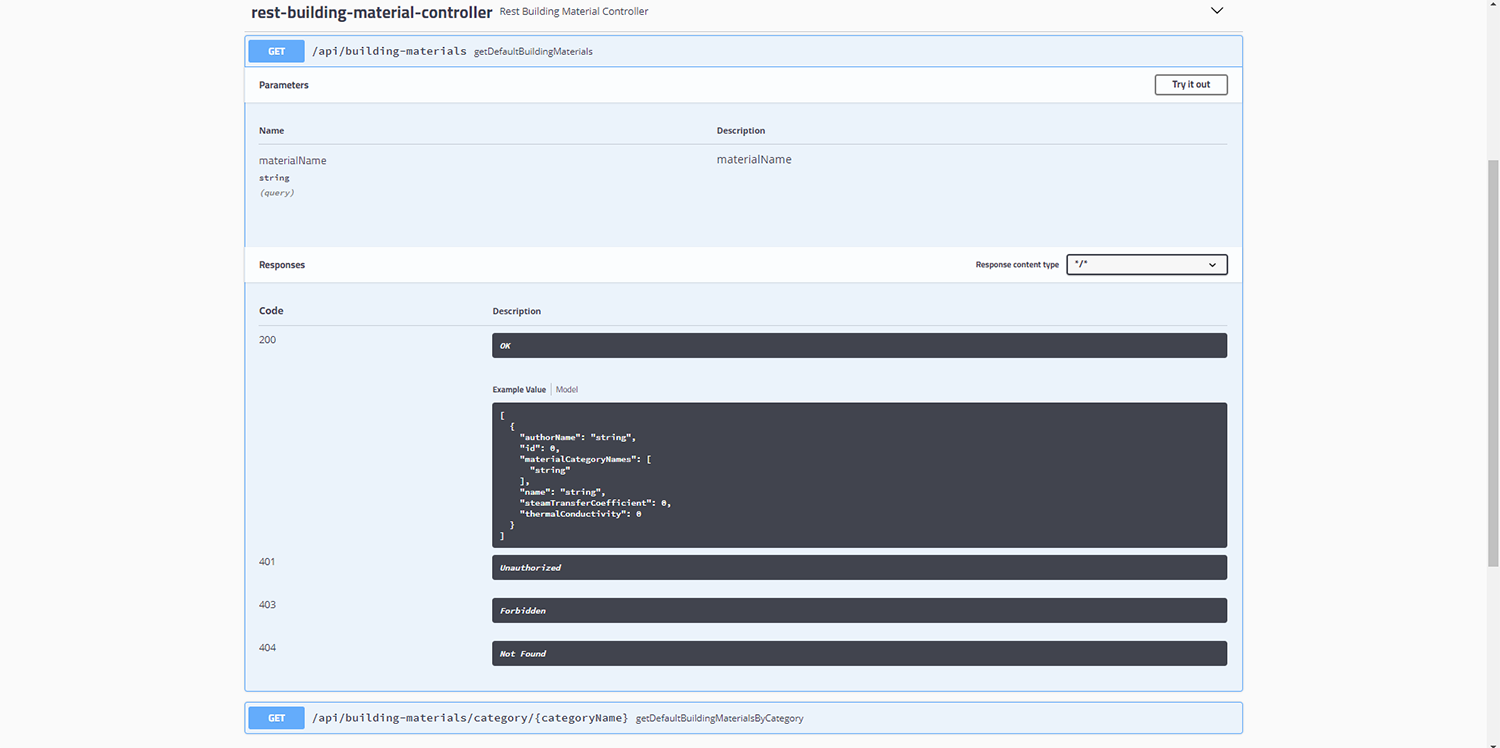 rest-building-material-controller Rest Building Material Controller
GET /api/building-materials getDefaultBuildingMaterials
Parameters Try it out
Name Description
materialName materialName
string
(query)
Responses Response content type */*
Code Description
200 OK
Example Value Model
[
{
"authorName": "string",
"id": 0,
"materialCategoryNames": [
"string"
],
"name": "string",
"steamTransferCoefficient": 0,
"thermalConductivity": 0
}
]
401 Unauthorized
403 Forbidden
404 Not Found
GET /api/building-materials/category/{categoryName} getDefaultBuildingMaterialsByCategory